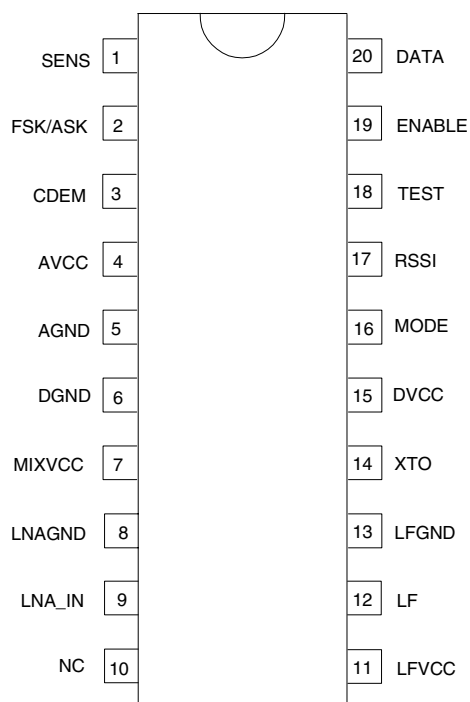 SENS 1 20 DATA
FSK/ASK 2 19 ENABLE
CDEM 3 18 TEST
AVCC 4 17 RSSI
AGND 5 16 MODE
DGND 6 15 DVCC
MIXVCC 7 14 XTO
LNAGND 8 13 LFGND
LNA_IN 9 12 LF
NC 10 11 LFVCC